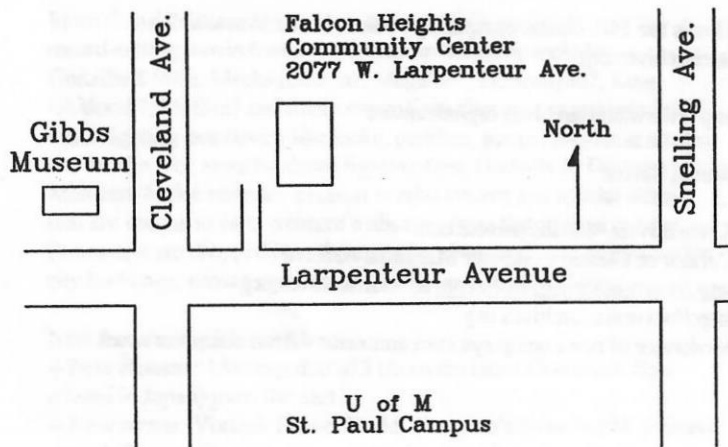 Falcon Heights
Community Center
2077 W. Larpenteur Ave.
Cleveland Ave.
Snelling Ave.
Gibbs
Museum
North
Larpenteur Avenue
U of M
St. Paul Campus